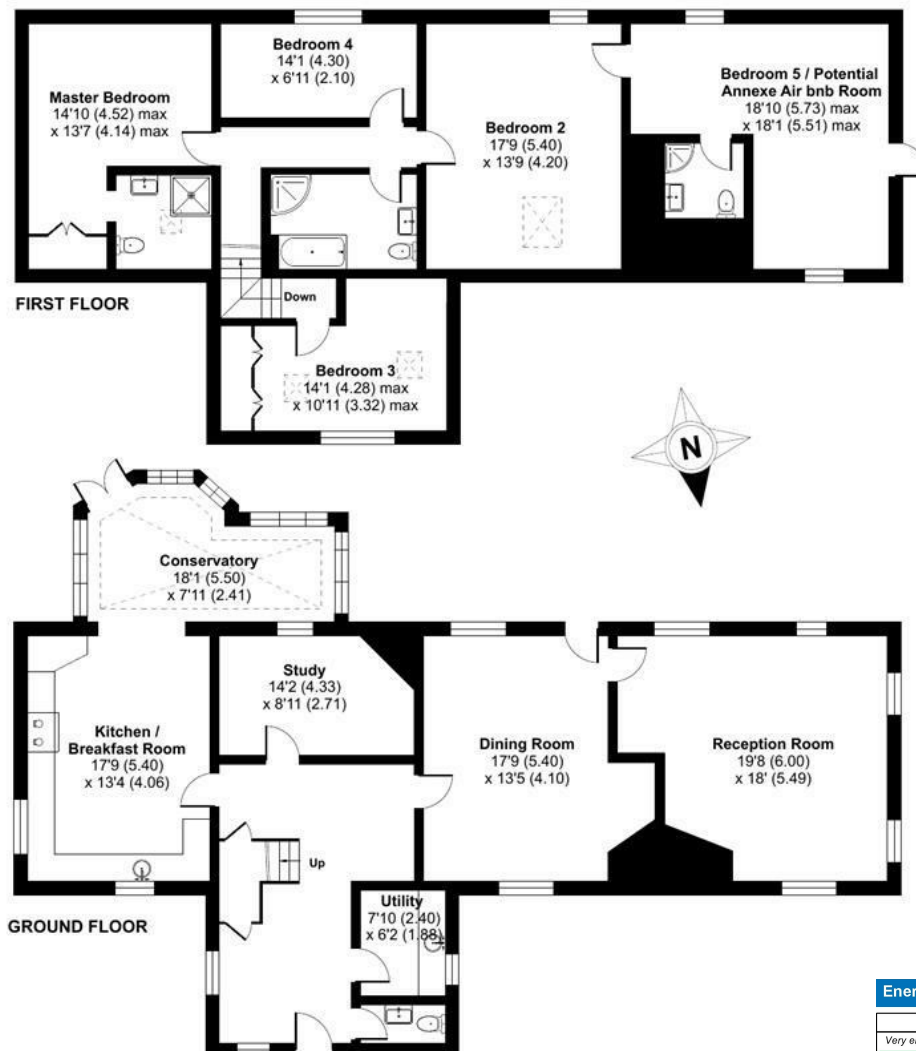 Bedroom 4
14'1 (4.30)
x 6'11 (2.10)
Master Bedroom
14'10 (4.52) max
x 13'7 (4.14) max
Bedroom 2
17'9 (5.40)
x 13'9 (4.20)
Bedroom 5 / Potential
Annexe Air bnb Room
18'10 (5.73) max
x 18'1 (5.51) max
Down
FIRST FLOOR
Bedroom 3
14'1 (4.28) max
x 10'11 (3.32) max
N
Conservatory
18'1 (5.50)
x 7'11 (2.41)
Study
14'2 (4.33)
x 8'11 (2.71)
Kitchen /
Breakfast Room
17'9 (5.40)
x 13'4 (4.06)
Dining Room
17'9 (5.40)
x 13'5 (4.10)
Reception Room
19'8 (6.00)
x 18' (5.49)
Up
Utility
7'10 (2.40)
x 6'2 (1.88)
GROUND FLOOR
Ener
Very e